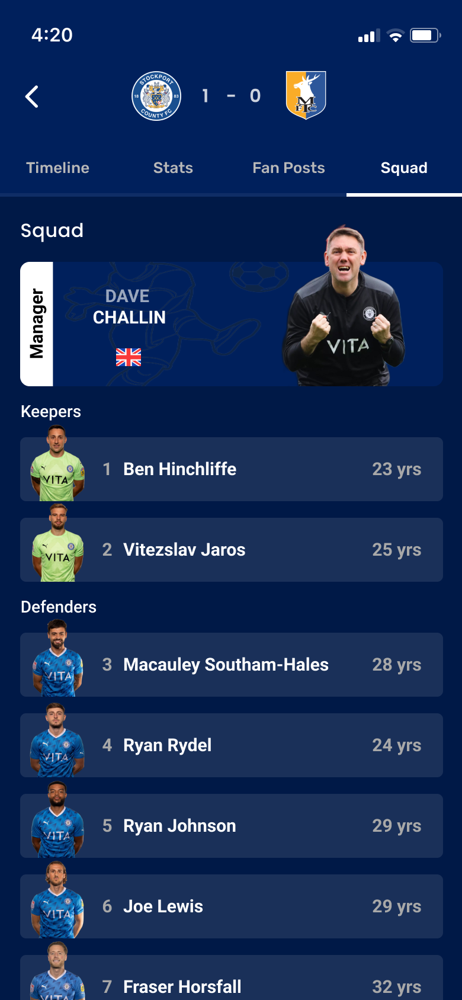 4:20
STOCKPORT
18 83
COUNTY FC
1 - 0
M
FTC
Timeline Stats Fan Posts Squad
Squad
Manager
DAVE
CHALLIN
VITA
Keepers
VITA
1 Ben Hinchliffe 23 yrs
VITA
2 Vitezslav Jaros 25 yrs
Defenders
VITA
3 Macauley Southam-Hales 28 yrs
VITA
4 Ryan Rydel 24 yrs
VITA
5 Ryan Johnson 29 yrs
VITA
6 Joe Lewis 29 yrs
VITA
7 Fraser Horsfall 32 yrs